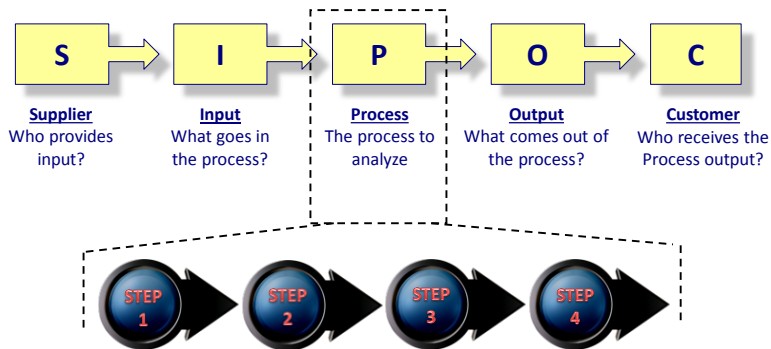 S
I
P
O
C
Supplier
Who provides
input?
Input
What goes in
the process?
Process
The process to
analyze
Output
What comes out of
the process?
Customer
Who receives the
Process output?
STEP
1
STEP
2
STEP
3
STEP
4